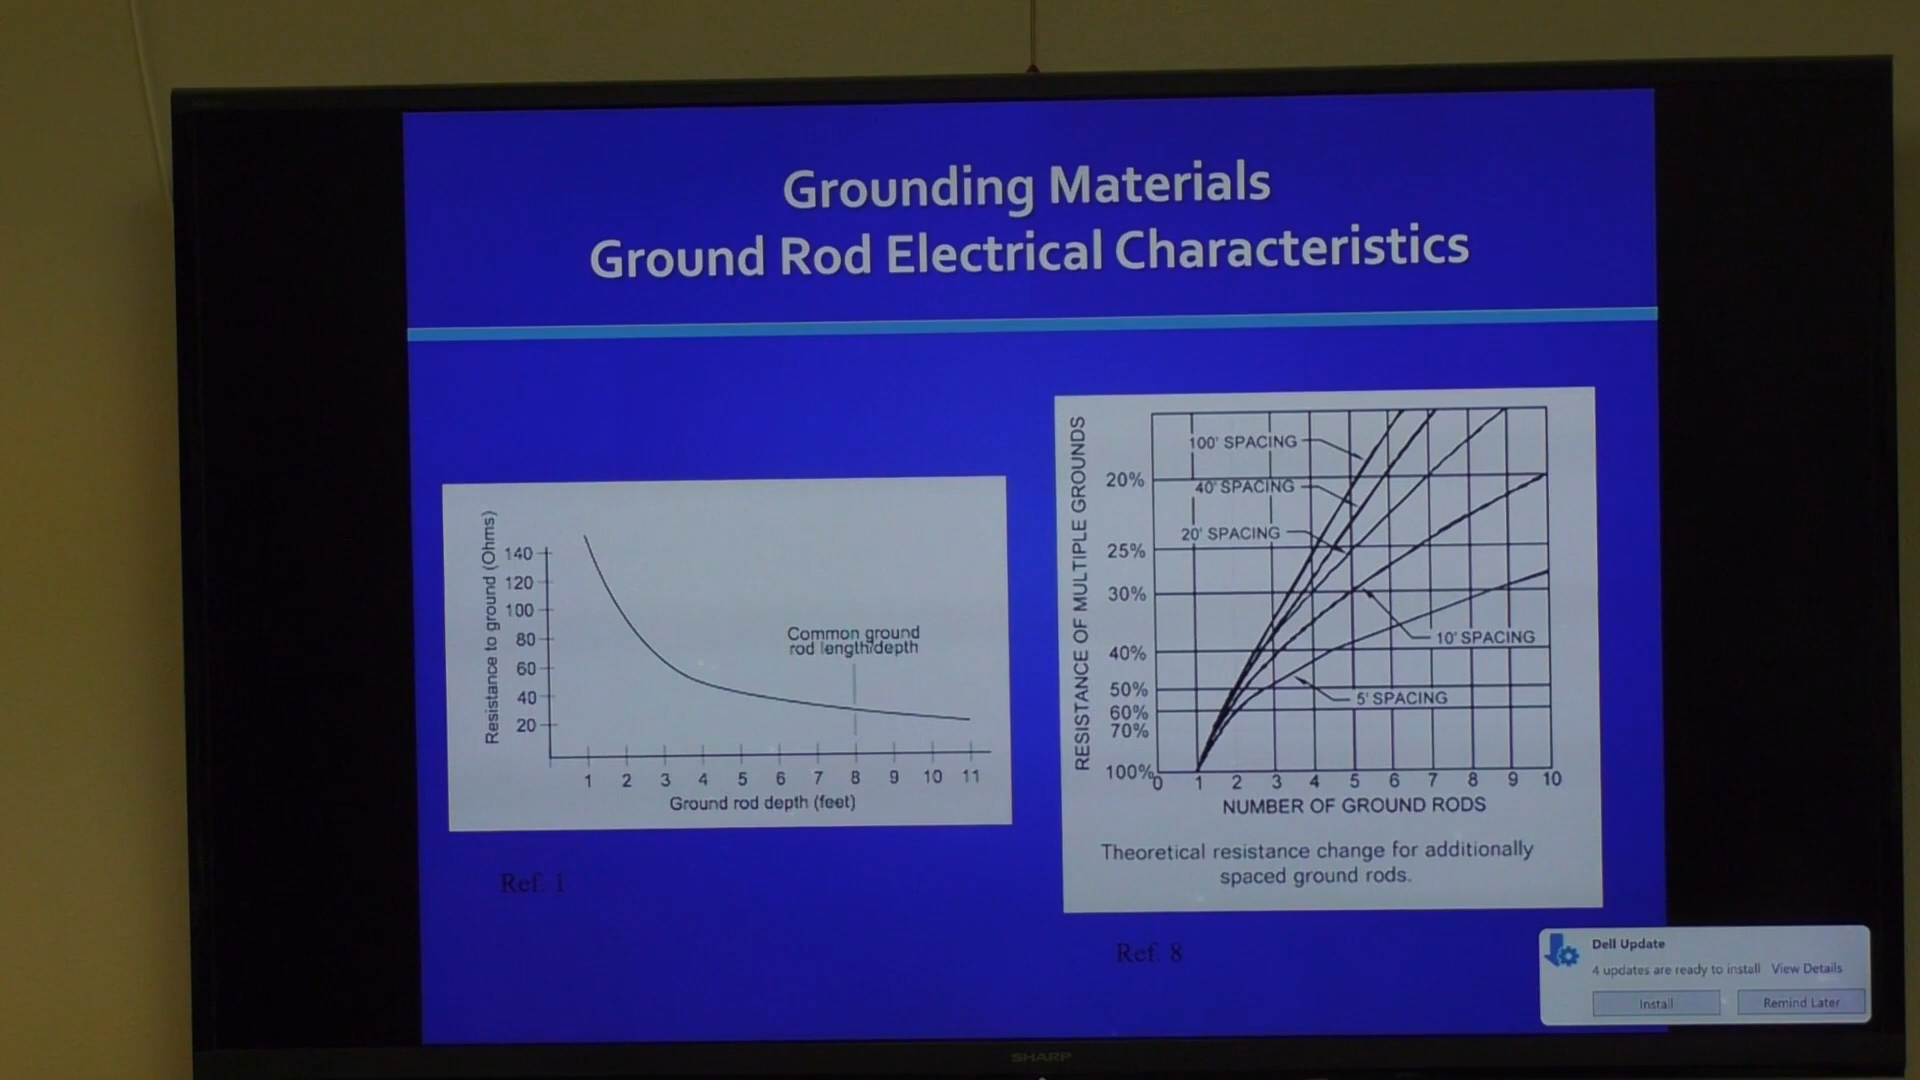 Grounding Materials
Ground Rod Electrical Characteristics
Resistance to ground (Ohms)
140
120
100
80
60
40
20
Common ground
rod length/depth
1 2 3 4 5 6 7 8 9 10 11
Ground rod depth (feet)
Ref. 1
RESISTANCE OF MULTIPLE GROUNDS
100' SPACING
20%
40' SPACING
20' SPACING
25%
30%
10' SPACING
40%
50%
5' SPACING
60%
70%
100%
0 1 2 3 4 5 6 7 8 9 10
NUMBER OF GROUND RODS
Theoretical resistance change for additionally
spaced ground rods.
Ref. 8
Dell Update
4 updates are ready to install View Details
Install Remind Later
SHARP